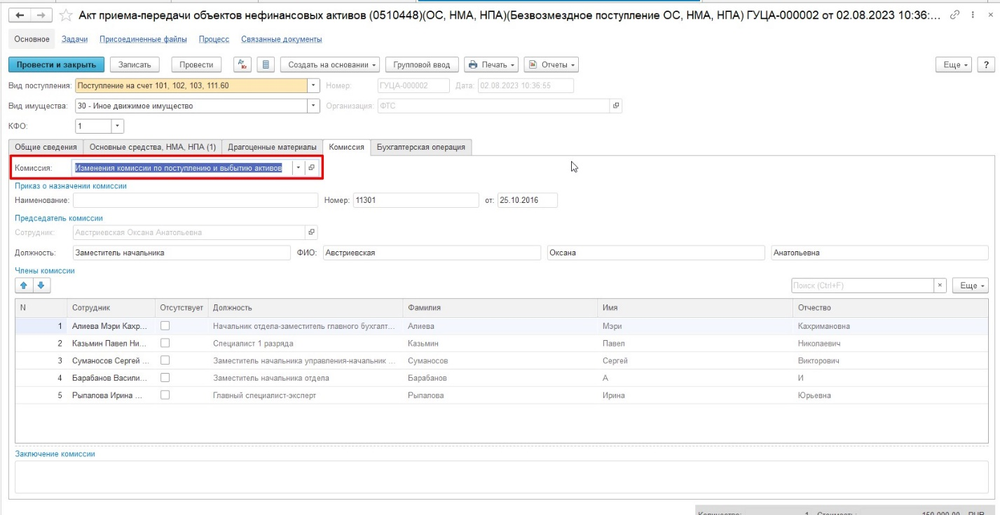 Акт приема-передачи объектов нефинансовых активов (0510448)(ОС, НМА, НПА)(Безвозмездное поступление ОС, НМА, НПА) ГУЦА-000002 от 02.08.2023 10:36:...
Основное Задачи Присоединенные файлы Процесс Связанные документы
Провести и закрыть Записать Провести Дт Кт Создать на основании Групповой ввод Печать Отчеты Еще ?
Вид поступления: Поступление на счет 101, 102, 103, 111.60 Номер: ГУЦА-000002 Дата: 02.08.2023 10:36:55
Вид имущества: 30 - Иное движимое имущество Организация: ФТС
КФО: 1
Общие сведения Основные средства, НМА, НПА (1) Драгоценные материалы Комиссия Бухгалтерская операция
Комиссия: Изменения комиссии по поступлению и выбытию активов
Приказ о назначении комиссии
Наименование: Номер: 11301 от: 25.10.2016
Председатель комиссии
Сотрудник: Австриевская Оксана Анатольевна
Должность: Заместитель начальника ФИО: Австриевская Оксана Анатольевна
Члены комиссии
Поиск (Ctrl+F) × Еще
N Сотрудник Отсутствует Должность Фамилия Имя Отчество
1 Алиева Мэри Кахр... Начальник отдела-заместитель главного бухгалт... Алиева Мэри Кахримановна
2 Казьмин Павел Ни... Специалист 1 разряда Казьмин Павел Николаевич
3 Суманосов Сергей ... Заместитель начальника управления-начальник ... Суманосов Сергей Викторович
4 Барабанов Васили... Заместитель начальника отдела Барабанов А И
5 Рыпалова Ирина ... Главный специалист-эксперт Рыпалова Ирина Юрьевна
Заключение комиссии
Количество: 1 Стоимость: 150 000,00 RUB